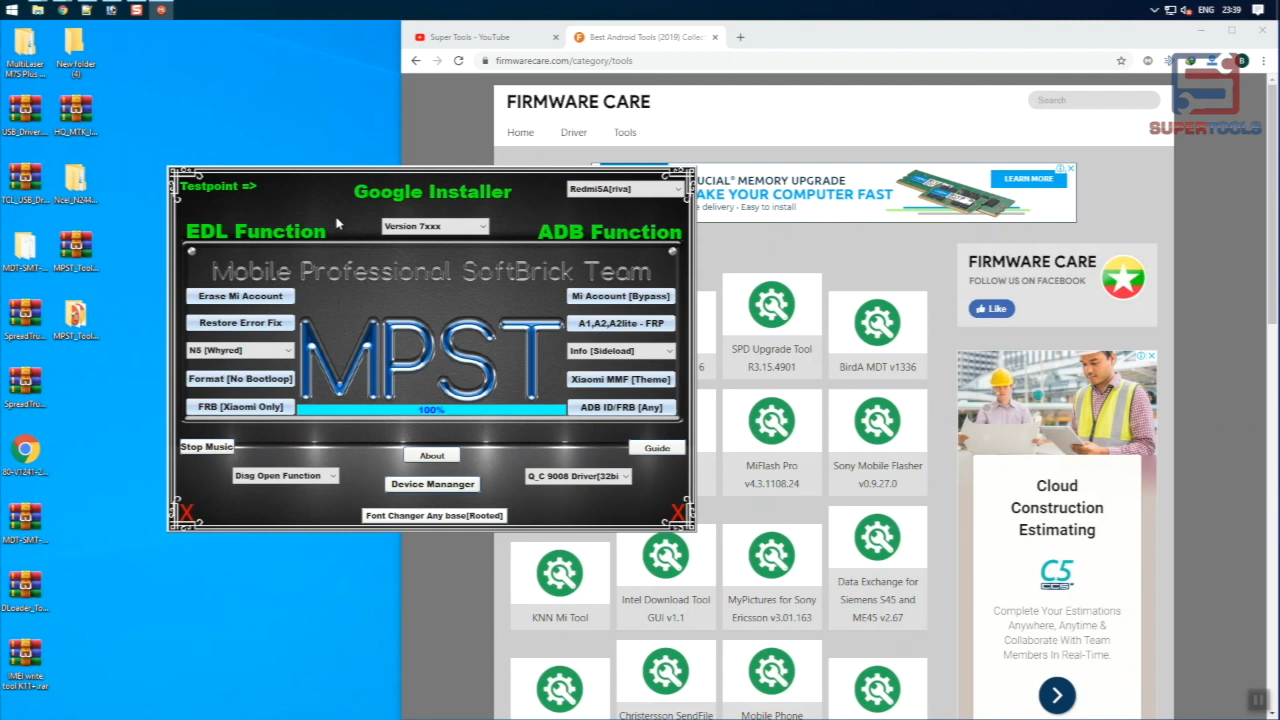 ENG
23:39
Super Tools - YouTube
Best Android Tools (2019) Collec
firmwarecare.com/category/tools
B
MultiLaser
M7S Plus ...
New folder
(4)
USB_Driver...
HQ_MTK_I...
TCL_USB_Dr...
Ncel_N244...
MDT-SMT-...
MPST_Tool...
SpreadTru...
MPST_Tool...
SpreadTru...
80+V1241-2...
MDT-SMT-...
DLoader_To...
IMEI write
tool K11+.rar
SUPERTOOLS
FIRMWARE CARE
Search
Home
Driver
Tools
UCIAL® MEMORY UPGRADE
AKE YOUR COMPUTER FAST
e delivery - Easy to install
LEARN MORE
Testpoint =>
Google Installer
Redmi5A[riva]
EDL Function
Version 7xxx
ADB Function
Mobile Professional SoftBrick Team
Erase Mi Account
Mi Account [Bypass]
Restore Error Fix
A1,A2,A2lite - FRP
N5 [Whyred]
Info [Sideload]
MPST
Format [No Bootloop]
Xiaomi MMF [Theme]
FRB [Xiaomi Only]
100%
ADB ID/FRB [Any]
Stop Music
About
Guide
Diag Open Function
Device Mananger
Q_C 9008 Driver[32bi
X
Font Changer Any base[Rooted]
X
6
SPD Upgrade Tool
R3.15.4901
BirdA MDT v1336
MiFlash Pro
v4.3.1108.24
Sony Mobile Flasher
v0.9.27.0
KNN Mi Tool
Intel Download Tool
GUI v1.1
MyPictures for Sony
Ericsson v3.01.163
Data Exchange for
Siemens S45 and
ME45 v2.67
Christersson SendFile
Mobile Phone
FIRMWARE CARE
FOLLOW US ON FACEBOOK
Like
Cloud
Construction
Estimating
C5
CCS
Complete Your Estimations
Anywhere, Anytime &
Collaborate With Team
Members In Real-Time.